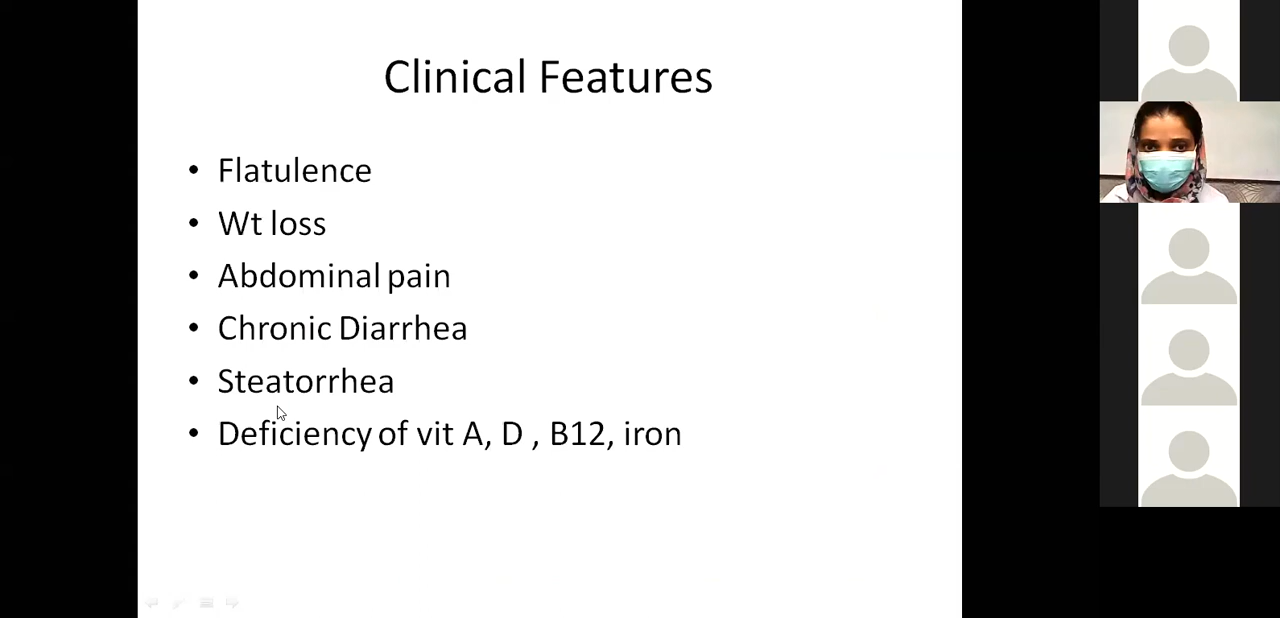 Clinical Features
• Flatulence
• Wt loss
• Abdominal pain
• Chronic Diarrhea
• Steatorrhea
• Deficiency of vit A, D , B12, iron